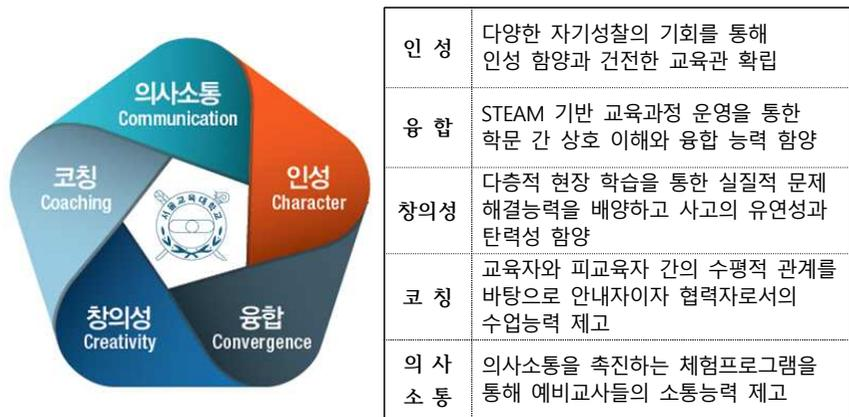 의사소통
Communication
인성
Character
융합
Convergence
창의성
Creativity
코칭
Coaching
서울교육대학교
인 성
다양한 자기성찰의 기회를 통해
인성 함양과 건전한 교육관 확립
융 합
STEAM 기반 교육과정 운영을 통한
학문 간 상호 이해와 융합 능력 함양
창의성
다층적 현장 학습을 통한 실질적 문제
해결능력을 배양하고 사고의 유연성과
탄력성 함양
코 칭
교육자와 피교육자 간의 수평적 관계를
바탕으로 안내자이자 협력자로서의
수업능력 제고
의 사
소 통
의사소통을 촉진하는 체험프로그램을
통해 예비교사들의 소통능력 제고